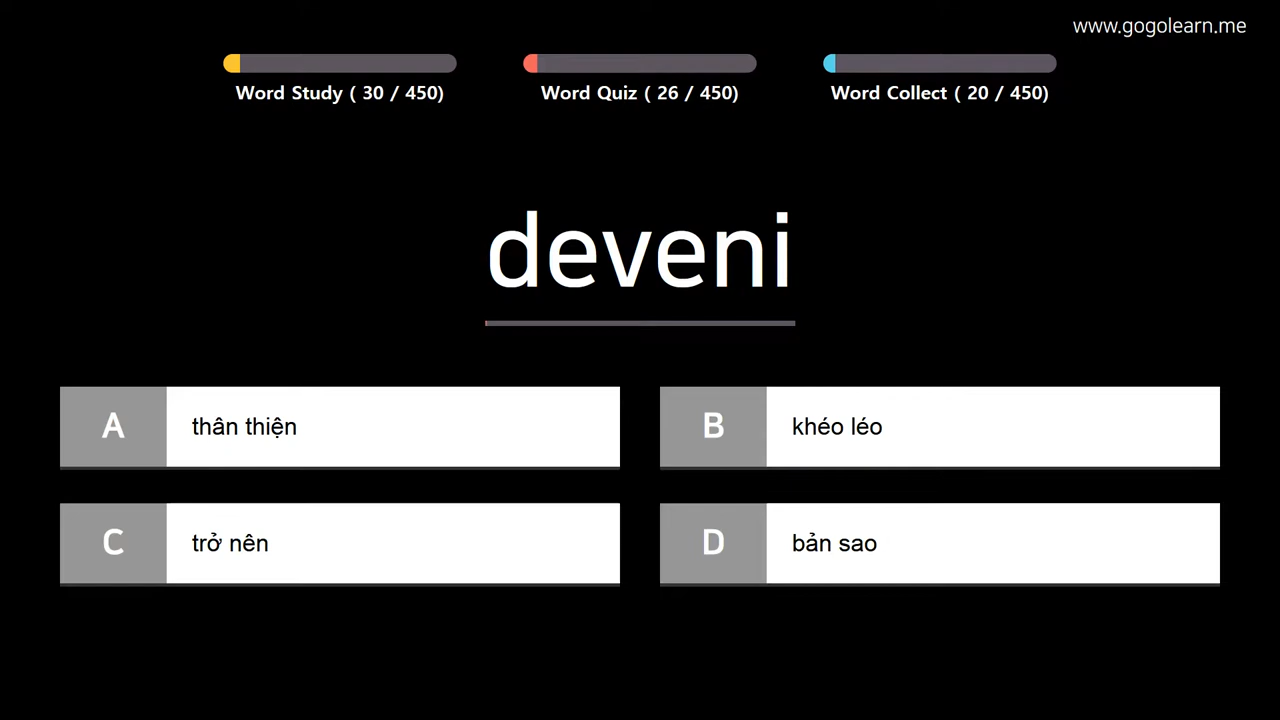 www.gogolearn.me
Word Study ( 30 / 450)
Word Quiz ( 26 / 450)
Word Collect ( 20 / 450)
deveni
A
thân thiện
B
khéo léo
C
trở nên
D
bản sao